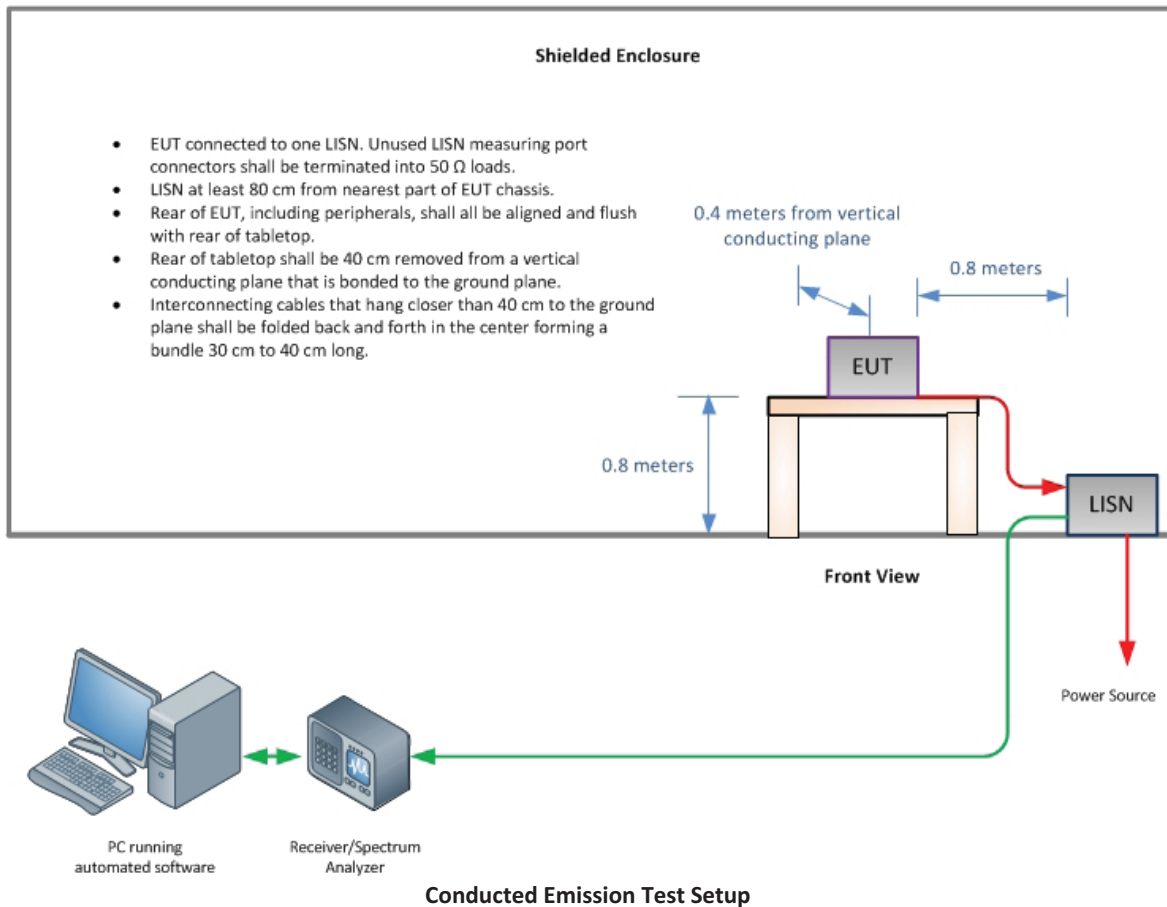 Shielded Enclosure
• EUT connected to one LISN. Unused LISN measuring port
connectors shall be terminated into 50 Ω loads.
• LISN at least 80 cm from nearest part of EUT chassis.
• Rear of EUT, including peripherals, shall all be aligned and flush
with rear of tabletop.
• Rear of tabletop shall be 40 cm removed from a vertical
conducting plane that is bonded to the ground plane.
• Interconnecting cables that hang closer than 40 cm to the ground
plane shall be folded back and forth in the center forming a
bundle 30 cm to 40 cm long.
0.4 meters from vertical
conducting plane
0.8 meters
EUT
0.8 meters
LISN
Front View
Power Source
PC running
automated software
Receiver/Spectrum
Analyzer
Conducted Emission Test Setup